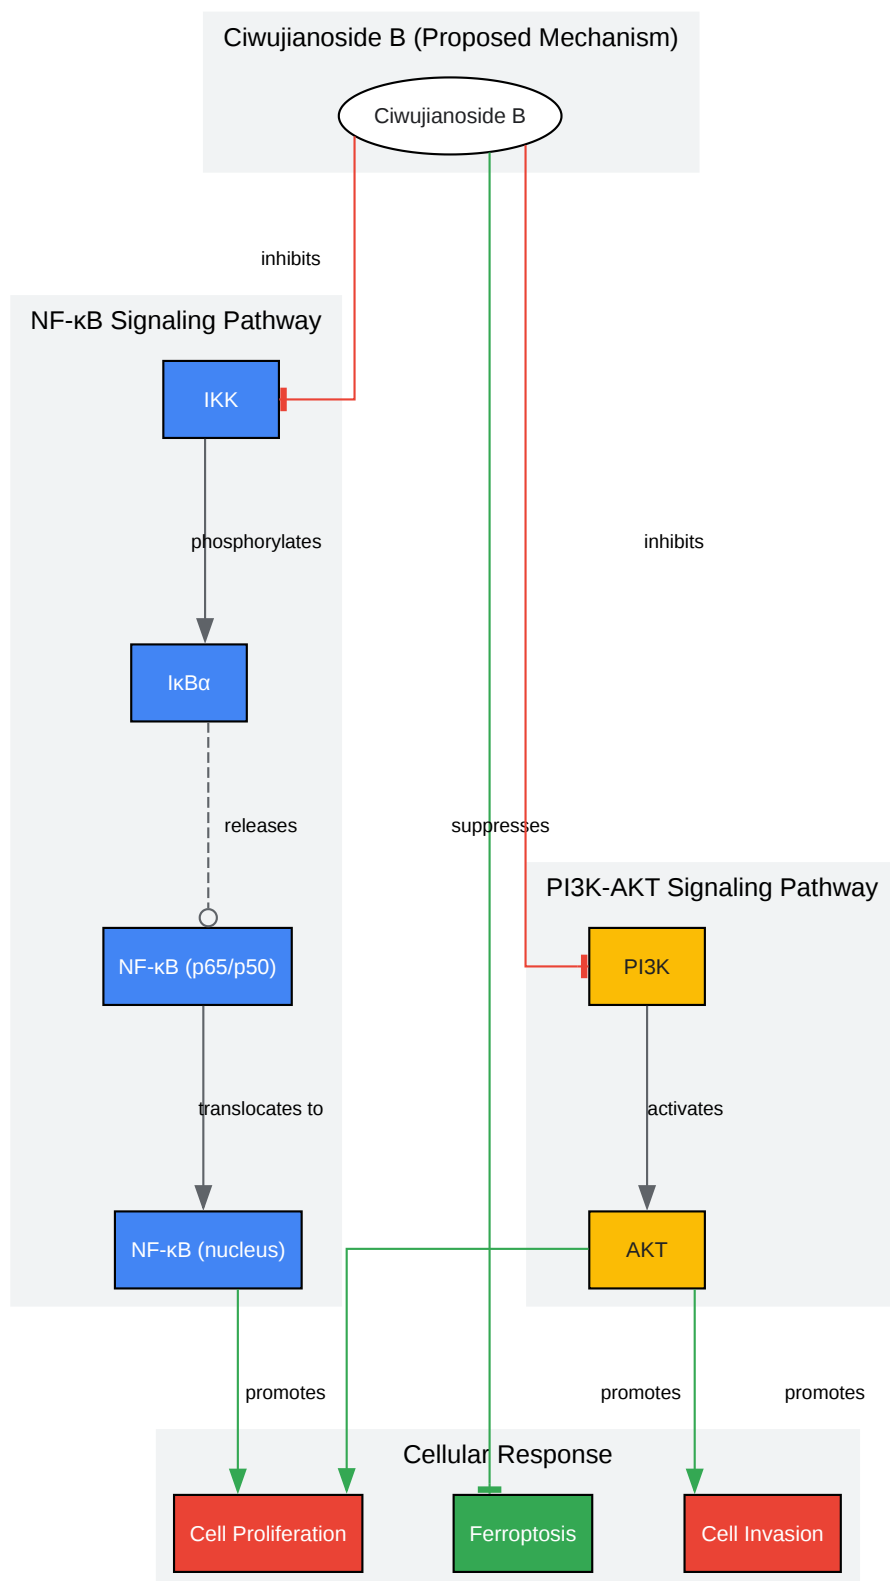 Ciwujianoside B (Proposed Mechanism)
Ciwujianoside B
inhibits
NF-κB Signaling Pathway
IKK
phosphorylates
inhibits
IκBα
releases
suppresses
PI3K-AKT Signaling Pathway
NF-κB (p65/p50)
PI3K
translocates to
activates
NF-κB (nucleus)
AKT
promotes
promotes
promotes
Cellular Response
Cell Proliferation
Ferroptosis
Cell Invasion